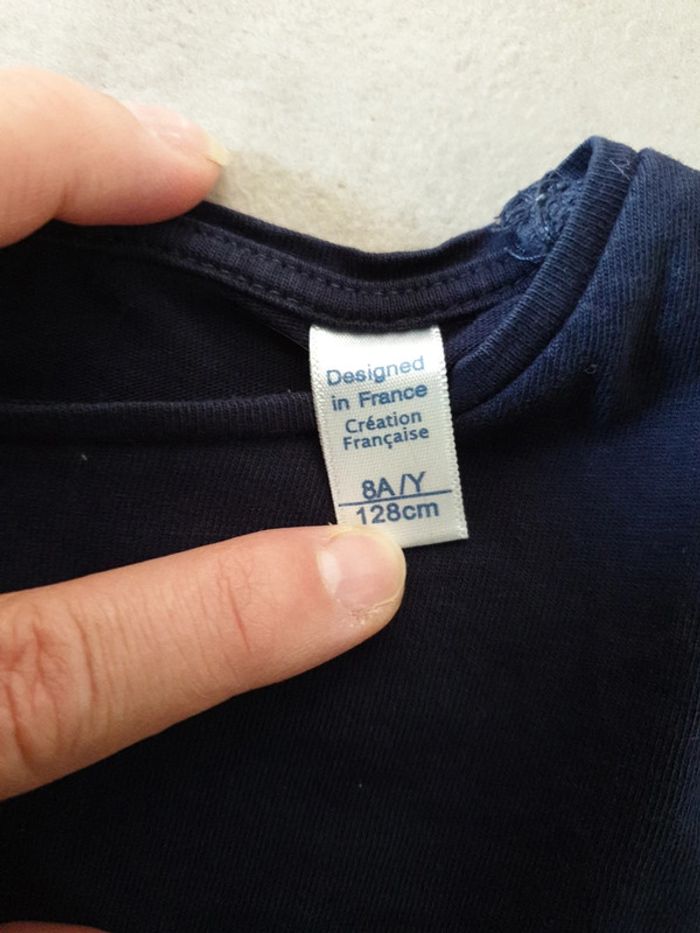 Designed
in France
Création
Française
8A/Y
128cm